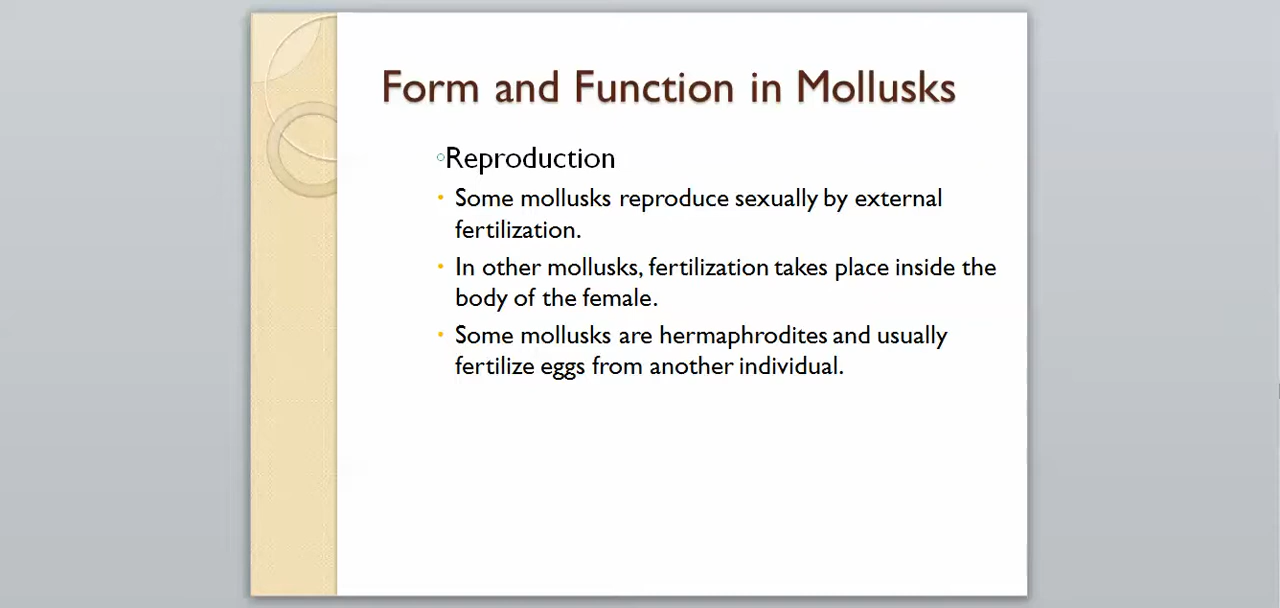 Form and Function in Mollusks
Reproduction
Some mollusks reproduce sexually by external
fertilization.
In other mollusks, fertilization takes place inside the
body of the female.
Some mollusks are hermaphrodites and usually
fertilize eggs from another individual.